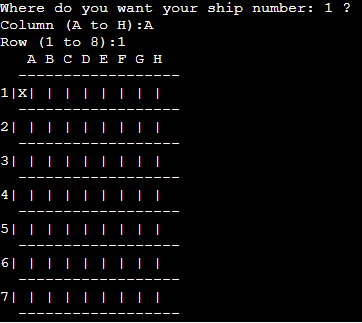 Where do you want your ship number: 1 ?
Column (A to H):A
Row (1 to 8):1
   A B C D E F G H
  ------------------
1|X| | | | | | | |
  ------------------
2| | | | | | | | |
  ------------------
3| | | | | | | | |
  ------------------
4| | | | | | | | |
  ------------------
5| | | | | | | | |
  ------------------
6| | | | | | | | |
  ------------------
7| | | | | | | | |
  ------------------